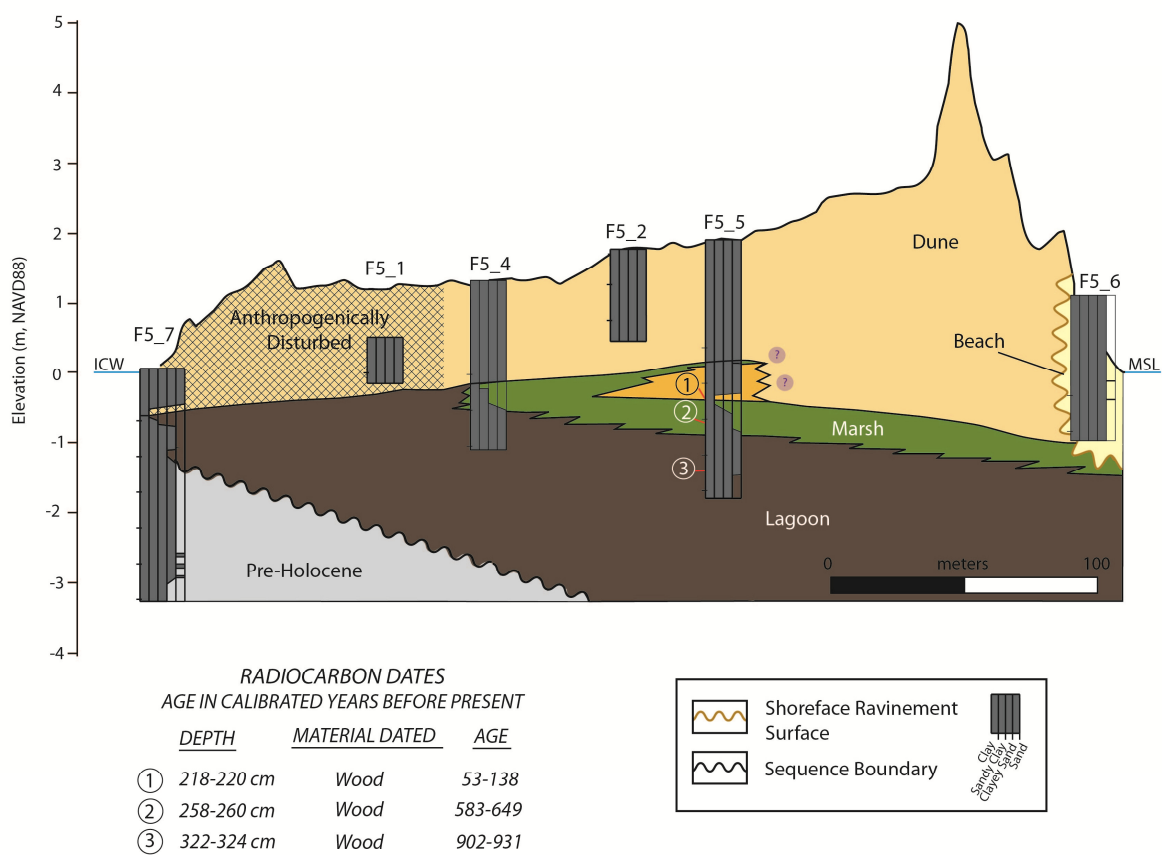 5
4
3
2
1
0
-1
-2
-3
-4
Elevation (m, NAVD88)
ICW
MSL
F5_7
F5_1
F5_4
F5_2
F5_5
F5_6
Anthropogenically
Disturbed
Dune
Beach
?
?
1
2
3
Marsh
Lagoon
Pre-Holocene
0 meters 100
RADIOCARBON DATES
AGE IN CALIBRATED YEARS BEFORE PRESENT
DEPTH MATERIAL DATED AGE
1 218-220 cm Wood 53-138
2 258-260 cm Wood 583-649
3 322-324 cm Wood 902-931
Shoreface Ravinement
Surface
Sequence Boundary
Clay
Sandy Clay
Clayey Sand
Sand